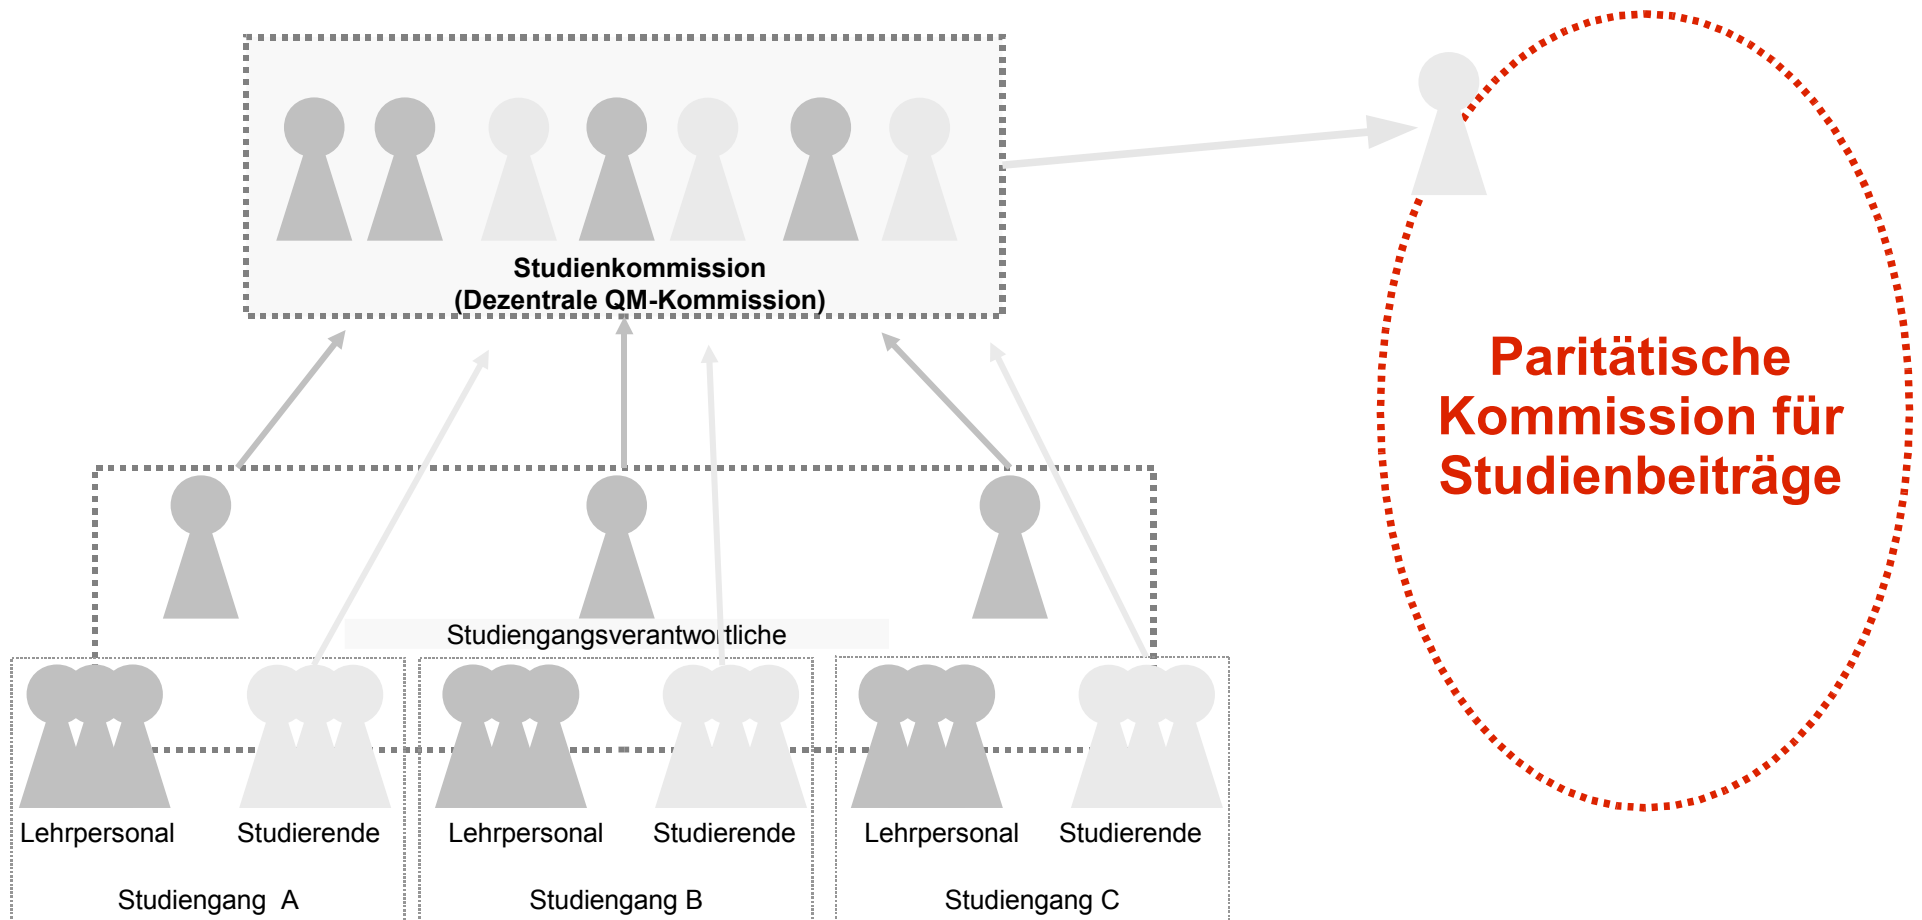 Studienkommission
(Dezentrale QM-Kommission)
Paritätische
Kommission für
Studienbeiträge
Studiengangsverantwortliche
Lehrpersonal
Studierende
Lehrpersonal
Studierende
Lehrpersonal
Studierende
Studiengang A
Studiengang B
Studiengang C